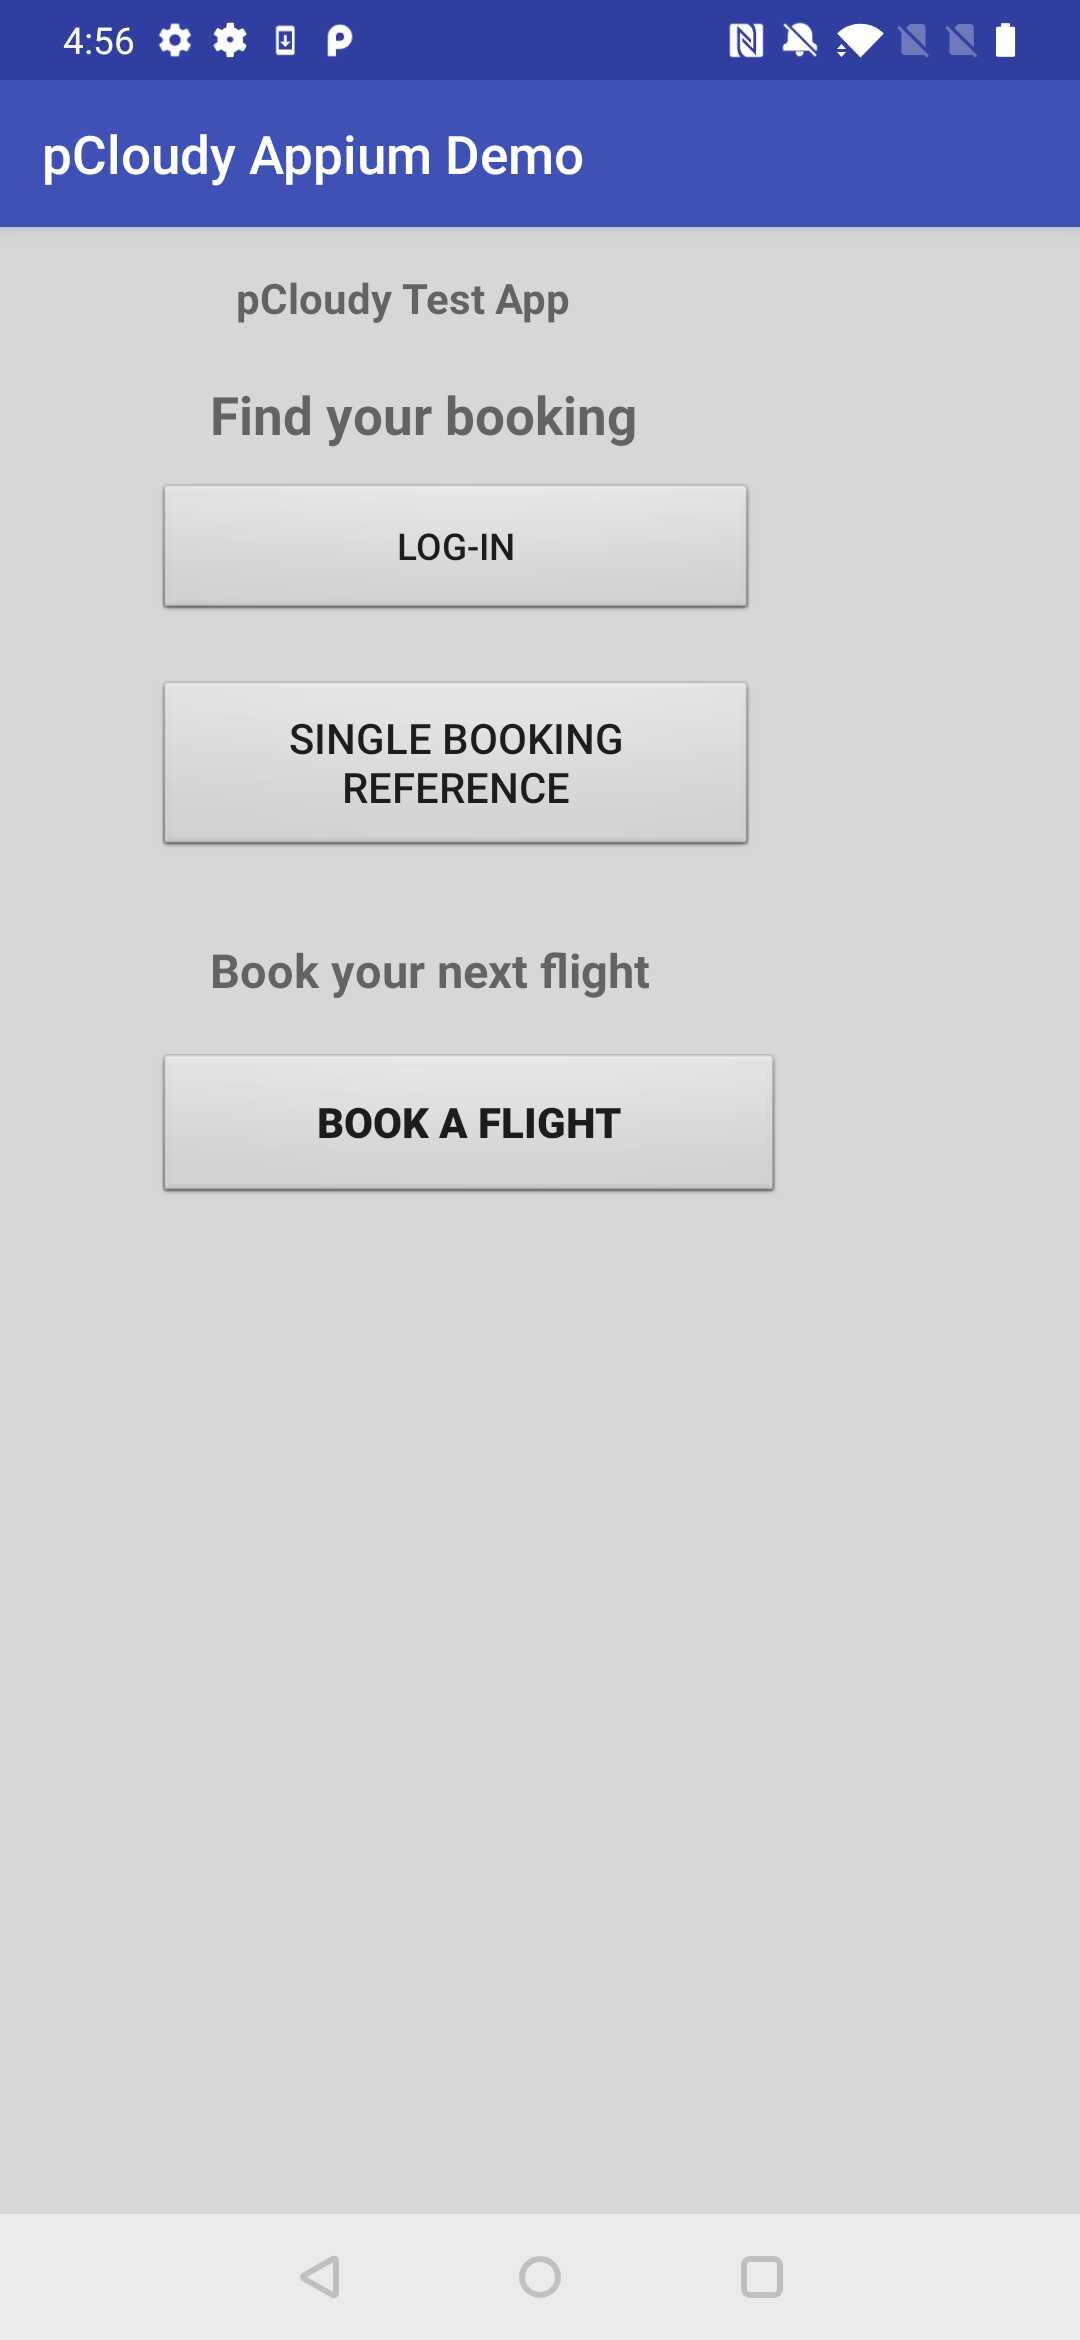 4:56
pCloudy Appium Demo
pCloudy Test App
Find your booking
LOG-IN
SINGLE BOOKING
REFERENCE
Book your next flight
BOOK A FLIGHT